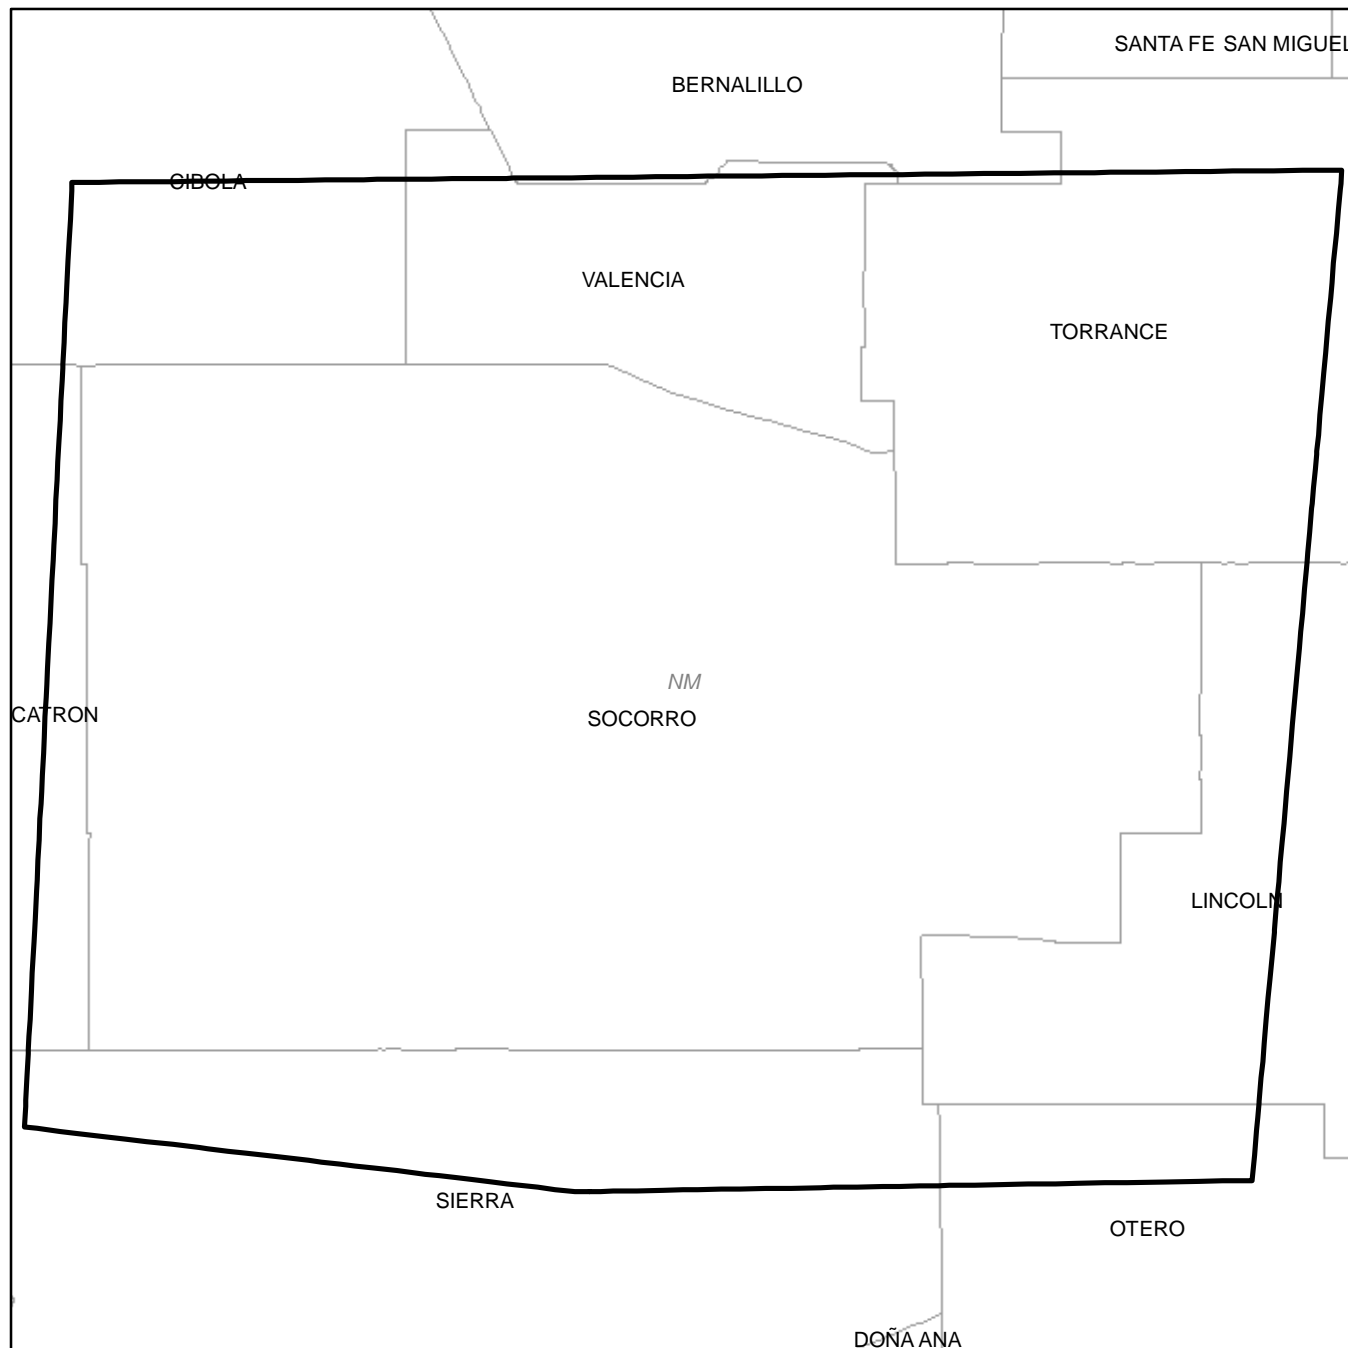 SANTA FE SAN MIGUEL
BERNALILLO
CIBOLA
VALENCIA
TORRANCE
NM
CATRON
SOCORRO
LINCOLN
SIERRA
OTERO
DOÑA ANA